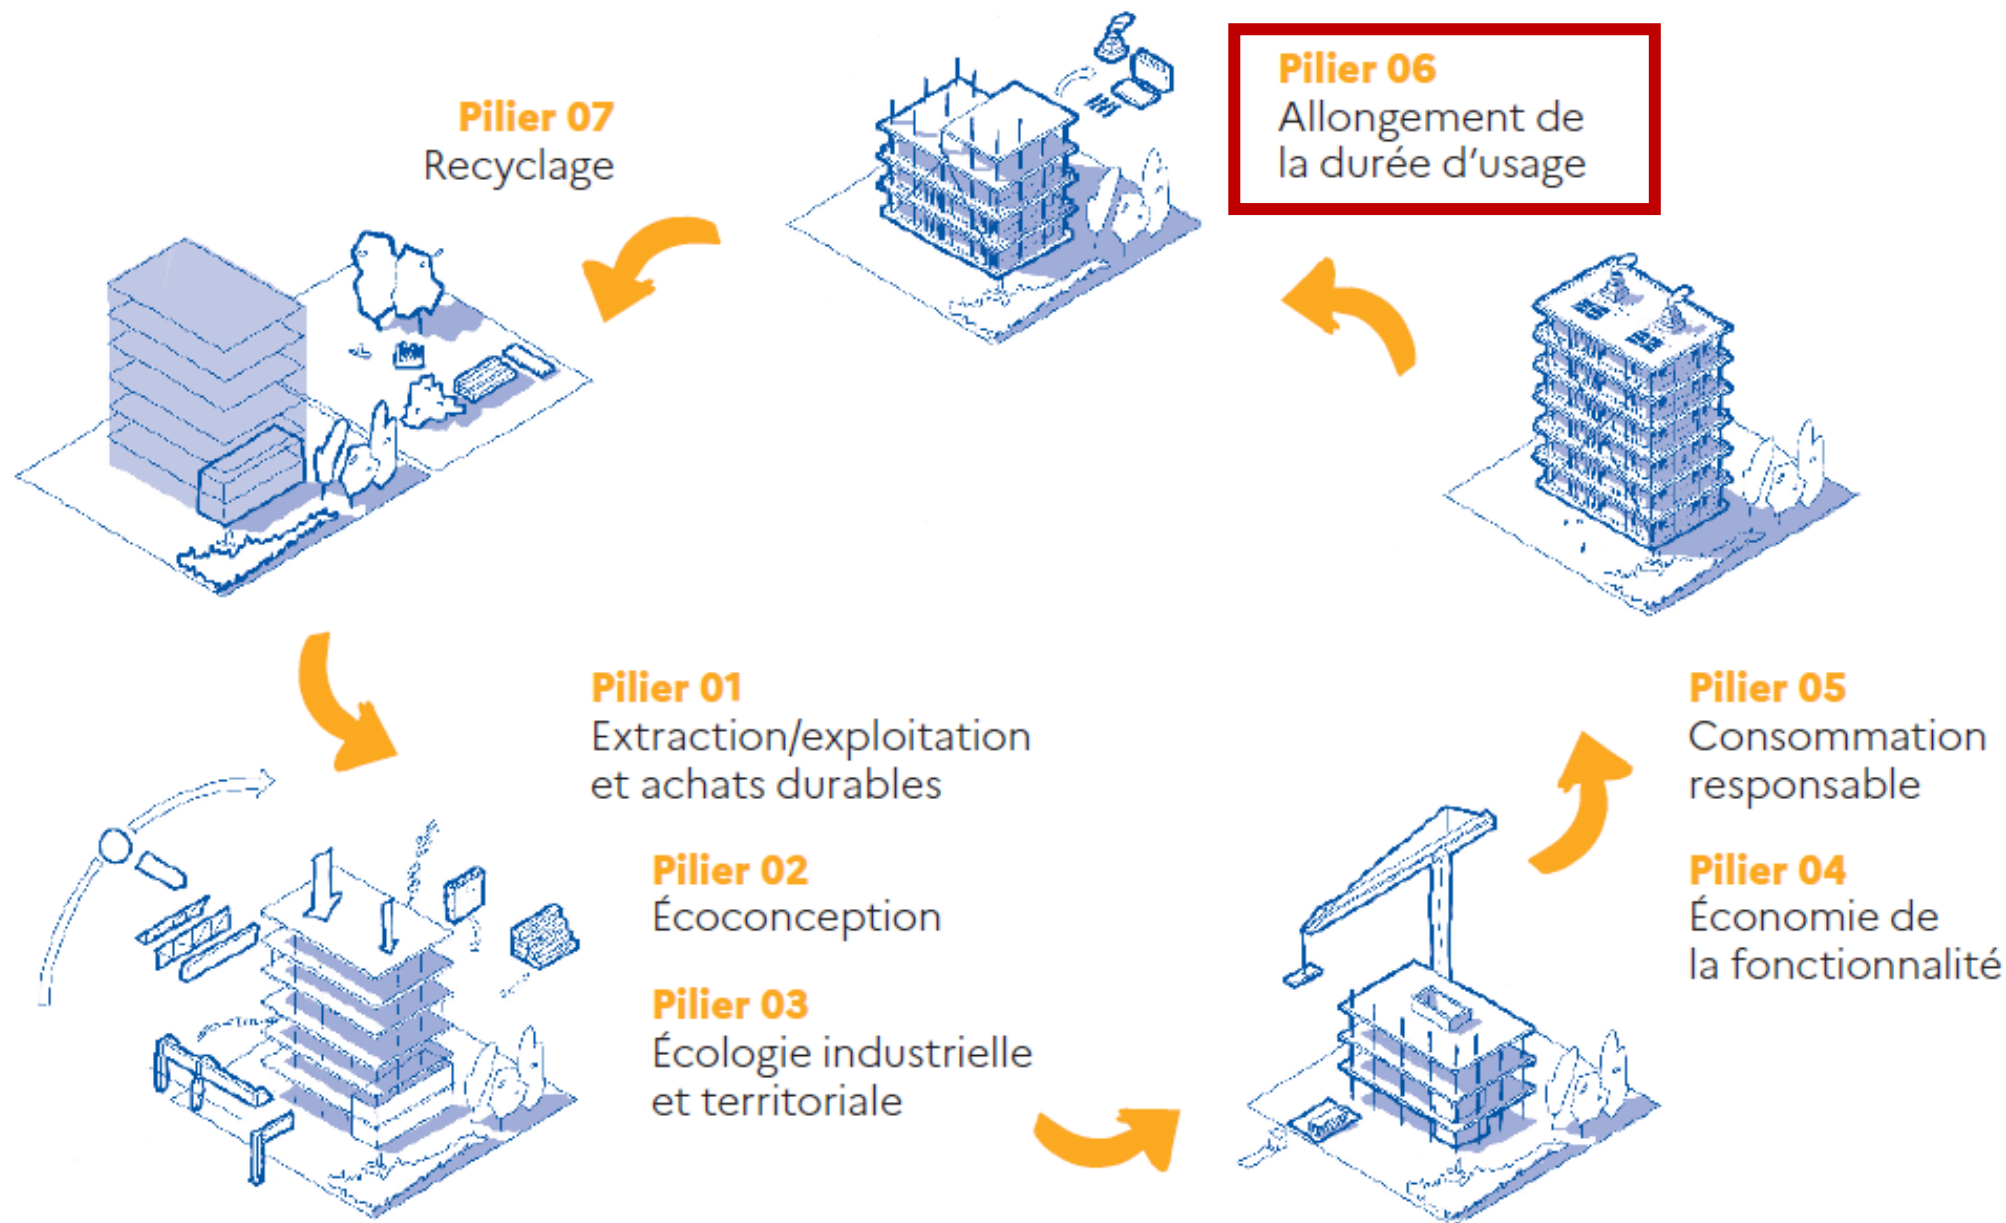 Pilier 06
Allongement de
la durée d'usage
Pilier 07
Recyclage
Pilier 01
Extraction/exploitation
et achats durables
Pilier 02
Écoconception
Pilier 03
Écologie industrielle
et territoriale
Pilier 05
Consommation
responsable
Pilier 04
Économie de
la fonctionnalité